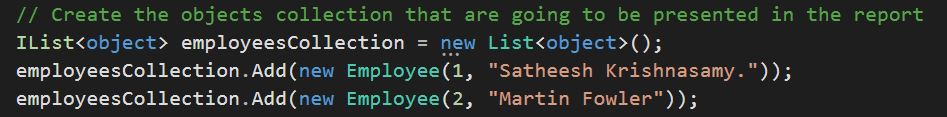 // Create the objects collection that are going to be presented in the report
IList<object> employeesCollection = new List<object>();
employeesCollection.Add(new Employee(1, "Satheesh Krishnasamy."));
employeesCollection.Add(new Employee(2, "Martin Fowler"));